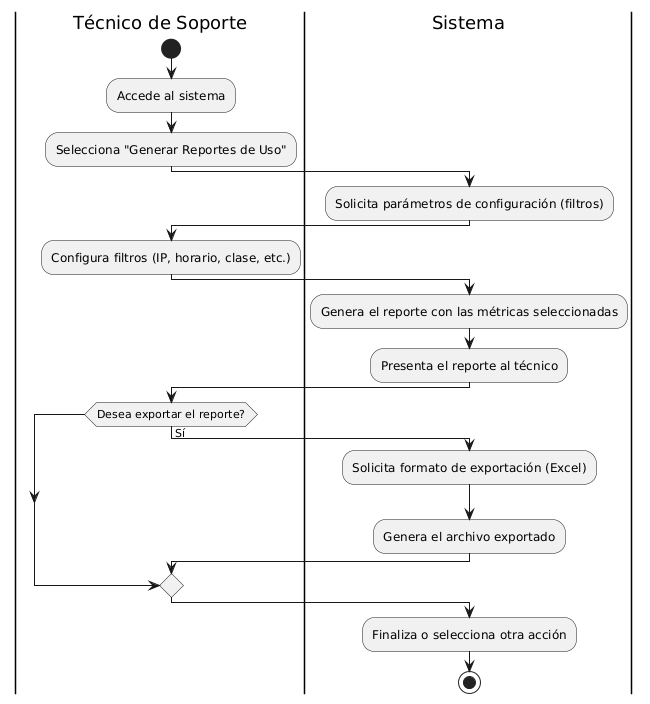 Técnico de Soporte
Sistema
Accede al sistema
Selecciona "Generar Reportes de Uso"
Solicita parámetros de configuración (filtros)
Configura filtros (IP, horario, clase, etc.)
Genera el reporte con las métricas seleccionadas
Presenta el reporte al técnico
Desea exportar el reporte?
Sí
Solicita formato de exportación (Excel)
Genera el archivo exportado
Finaliza o selecciona otra acción